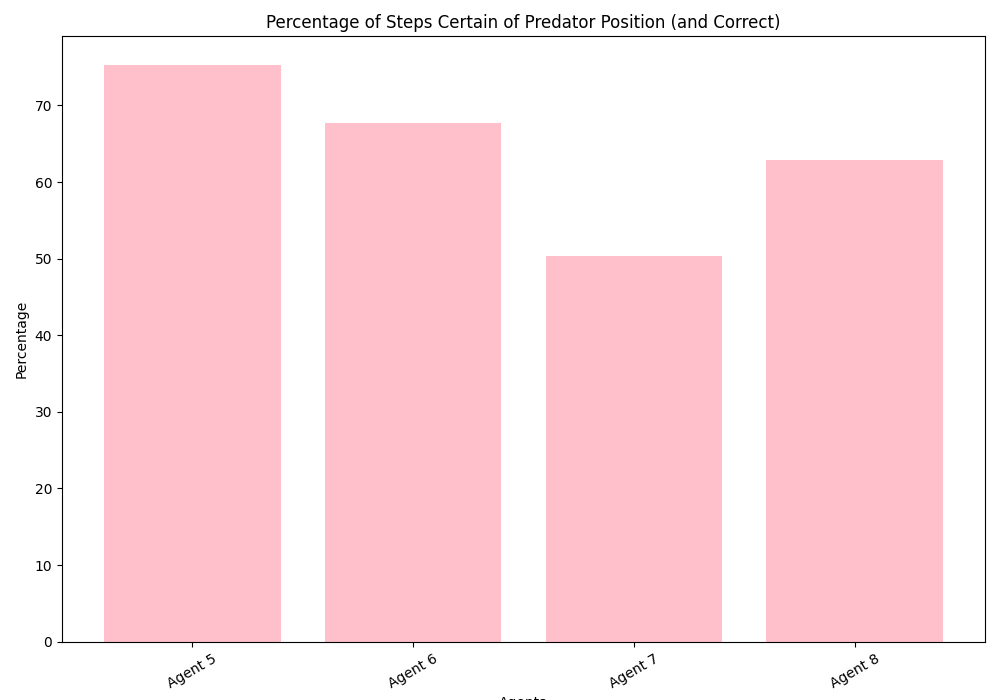 Percentage of Steps Certain of Predator Position (and Correct)
Percentage
70
60
50
40
30
20
10
0
Agent 5
Agent 6
Agent 7
Agent 8
Agents